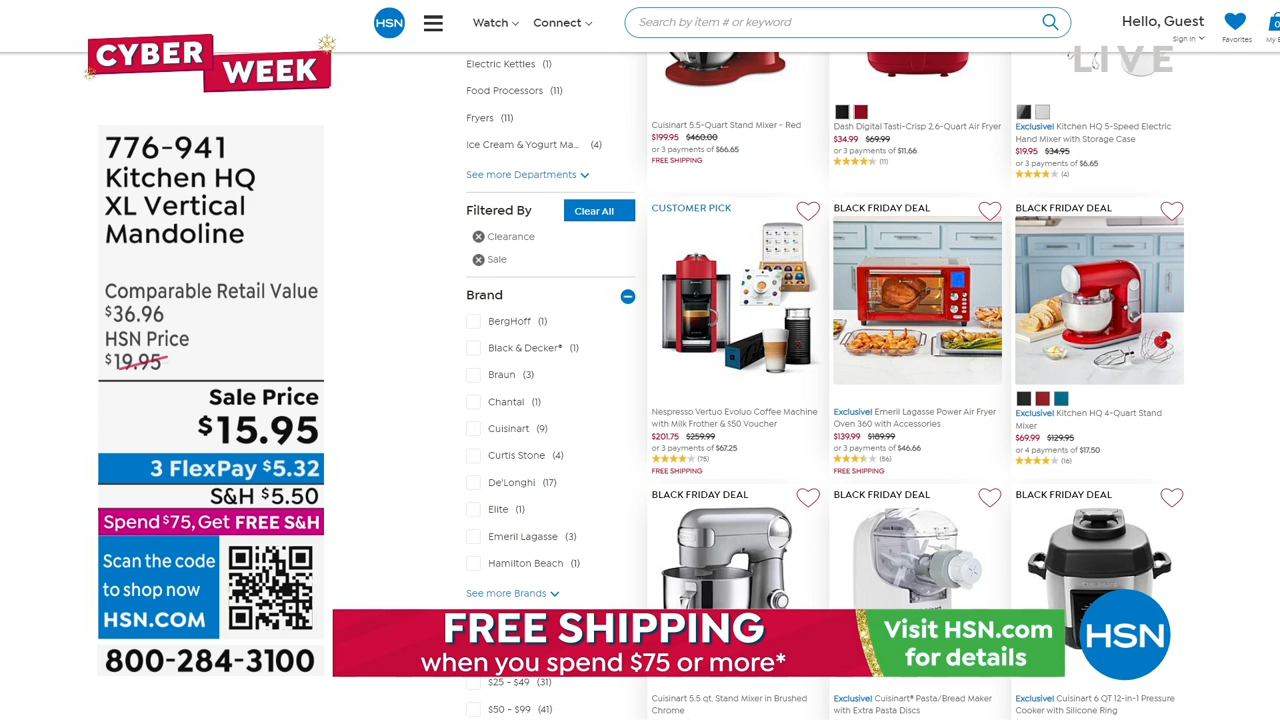 HSN
Watch
Connect
Search by item # or keyword
Hello, Guest
Sign In
Favorites
LIVE
CYBER
WEEK
776-941
Kitchen HQ
XL Vertical
Mandoline
Comparable Retail Value
$36.96
HSN Price
$19.95
Sale Price
$15.95
3 FlexPay $5.32
S&H $5.50
Spend $75, Get FREE S&H
Scan the code
to shop now
HSN.COM
800-284-3100
Electric Kettles (1)
Food Processors (11)
Fryers (11)
Ice Cream & Yogurt Ma... (4)
See more Departments
Filtered By
Clear All
Clearance
Sale
Brand
BergHoff (1)
Black & Decker® (1)
Braun (3)
Chantal (1)
Cuisinart (9)
Curtis Stone (4)
De'Longhi (17)
Elite (1)
Emeril Lagasse (3)
Hamilton Beach (1)
See more Brands
$25 - $49 (31)
$50 - $99 (41)
Cuisinart 5.5-Quart Stand Mixer - Red
$199.95 $460.00
or 3 payments of $66.65
FREE SHIPPING
Dash Digital Tasti-Crisp 2.6-Quart Air Fryer
$34.99 $69.99
or 3 payments of $11.66
(11)
Exclusive! Kitchen HQ 5-Speed Electric
Hand Mixer with Storage Case
$19.95 $34.95
or 3 payments of $6.65
(4)
CUSTOMER PICK
Nespresso Vertuo Evoluo Coffee Machine
with Milk Frother & $50 Voucher
$201.75 $259.99
or 3 payments of $67.25
(75)
FREE SHIPPING
BLACK FRIDAY DEAL
Exclusive! Emeril Lagasse Power Air Fryer
Oven 360 with Accessories
$139.99 $189.99
or 3 payments of $46.66
(56)
FREE SHIPPING
BLACK FRIDAY DEAL
Exclusive! Kitchen HQ 4-Quart Stand
Mixer
$69.99 $129.95
or 4 payments of $17.50
(16)
BLACK FRIDAY DEAL
Cuisinart 5.5 qt. Stand Mixer in Brushed
Chrome
BLACK FRIDAY DEAL
Exclusive! Cuisinart® Pasta/Bread Maker
with Extra Pasta Discs
BLACK FRIDAY DEAL
Exclusive! Cuisinart 6 QT 12-in-1 Pressure
Cooker with Silicone Ring
FREE SHIPPING
when you spend $75 or more*
Visit HSN.com
for details
HSN